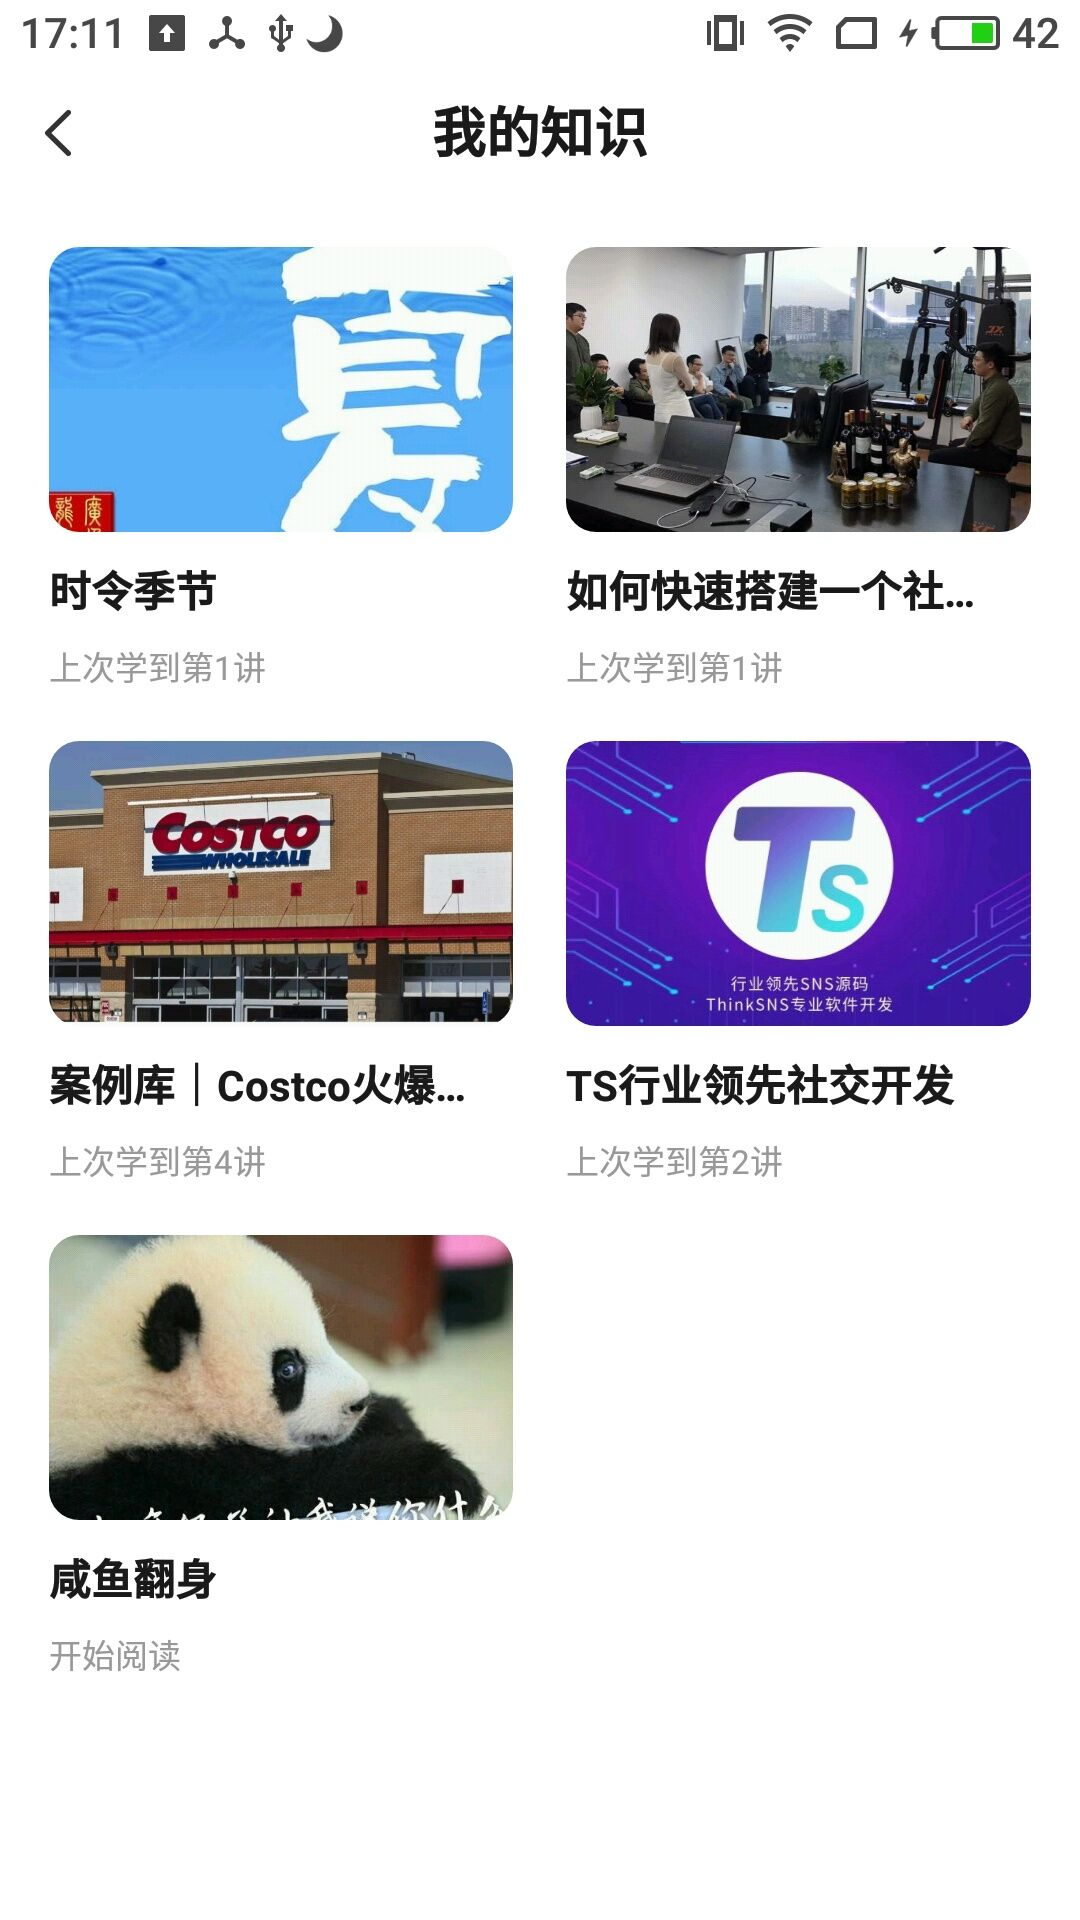 17:11
42
我的知识
夏
龍 廣
时令季节
上次学到第1讲
如何快速搭建一个社...
上次学到第1讲
COSTCO
WHOLESALE
案例库｜Costco火爆...
上次学到第4讲
TS
行业领先SNS源码
ThinkSNS专业软件开发
TS行业领先社交开发
上次学到第2讲
咸鱼翻身
开始阅读